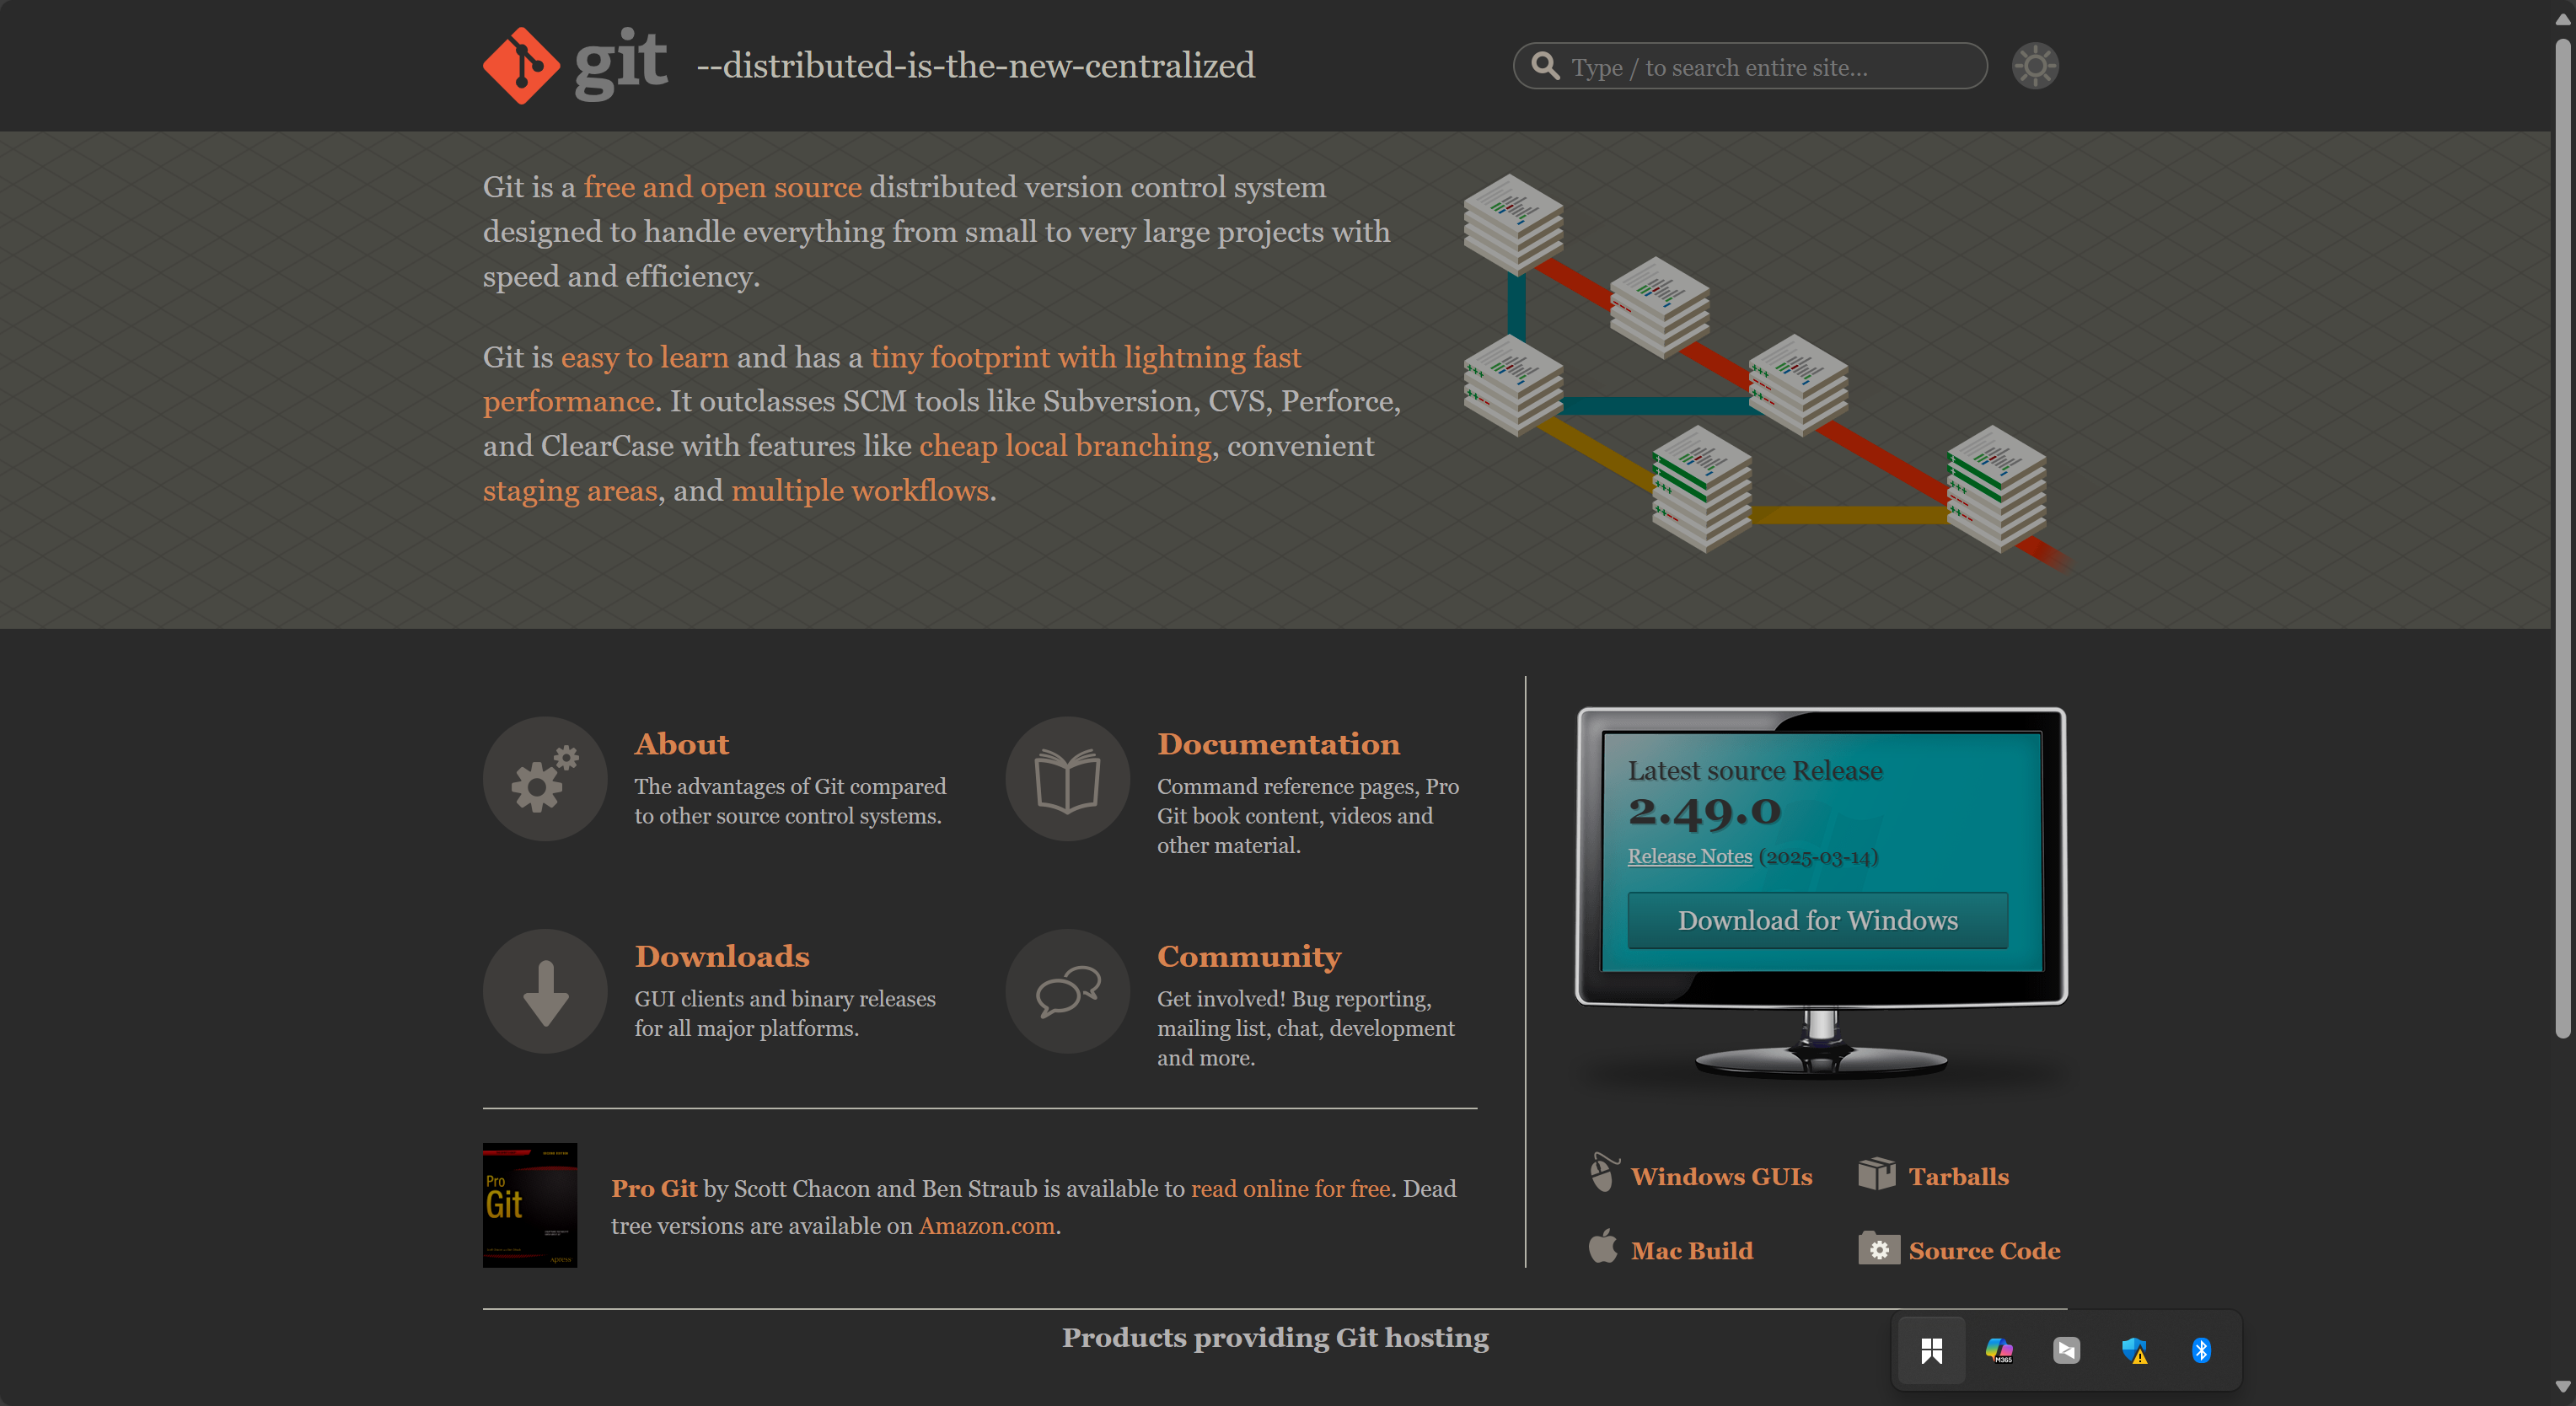 git --distributed-is-the-new-centralized
Type / to search entire site...
Git is a free and open source distributed version control system
designed to handle everything from small to very large projects with
speed and efficiency.
Git is easy to learn and has a tiny footprint with lightning fast
performance. It outclasses SCM tools like Subversion, CVS, Perforce,
and ClearCase with features like cheap local branching, convenient
staging areas, and multiple workflows.
About
The advantages of Git compared
to other source control systems.
Documentation
Command reference pages, Pro
Git book content, videos and
other material.
Downloads
GUI clients and binary releases
for all major platforms.
Community
Get involved! Bug reporting,
mailing list, chat, development
and more.
Latest source Release
2.49.0
Release Notes (2025-03-14)
Download for Windows
Pro
Git
Apress
Pro Git by Scott Chacon and Ben Straub is available to read online for free. Dead
tree versions are available on Amazon.com.
Windows GUIs
Tarballs
Mac Build
Source Code
Products providing Git hosting
M365